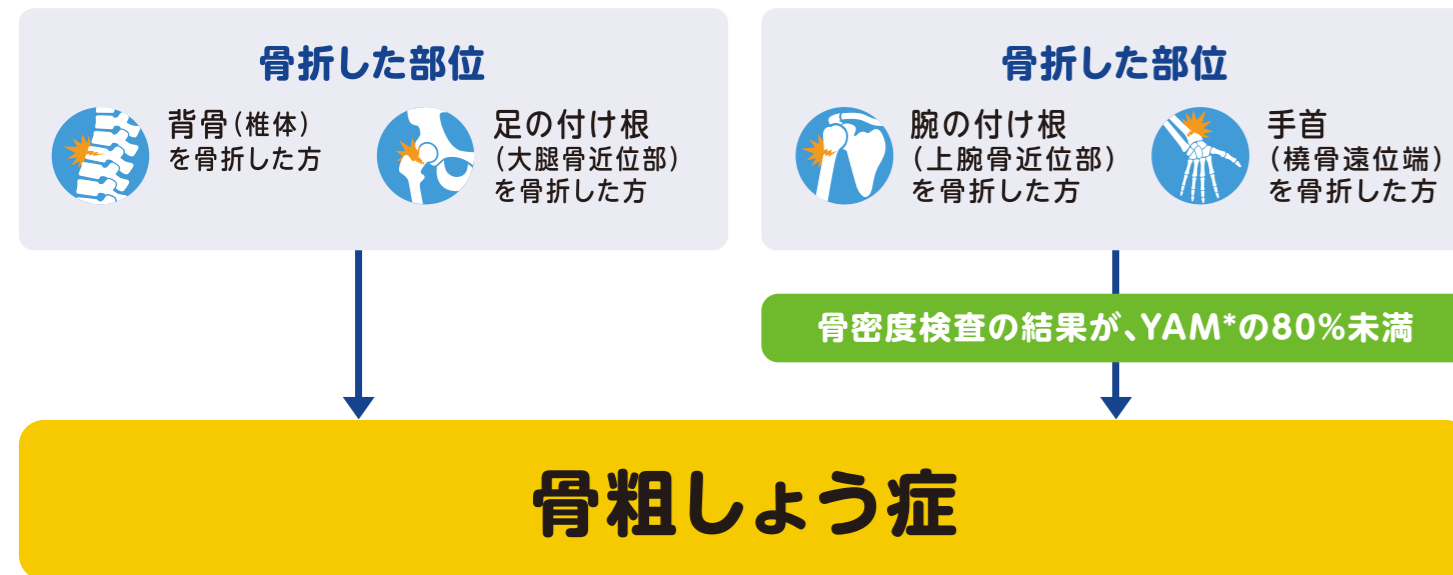 骨折した部位
背骨(椎体)
を骨折した方
足の付け根
(大腿骨近位部)
を骨折した方
骨折した部位
腕の付け根
(上腕骨近位部)
を骨折した方
手首
(橈骨遠位端)
を骨折した方
骨密度検査の結果が、YAM*の80%未満
骨粗しょう症